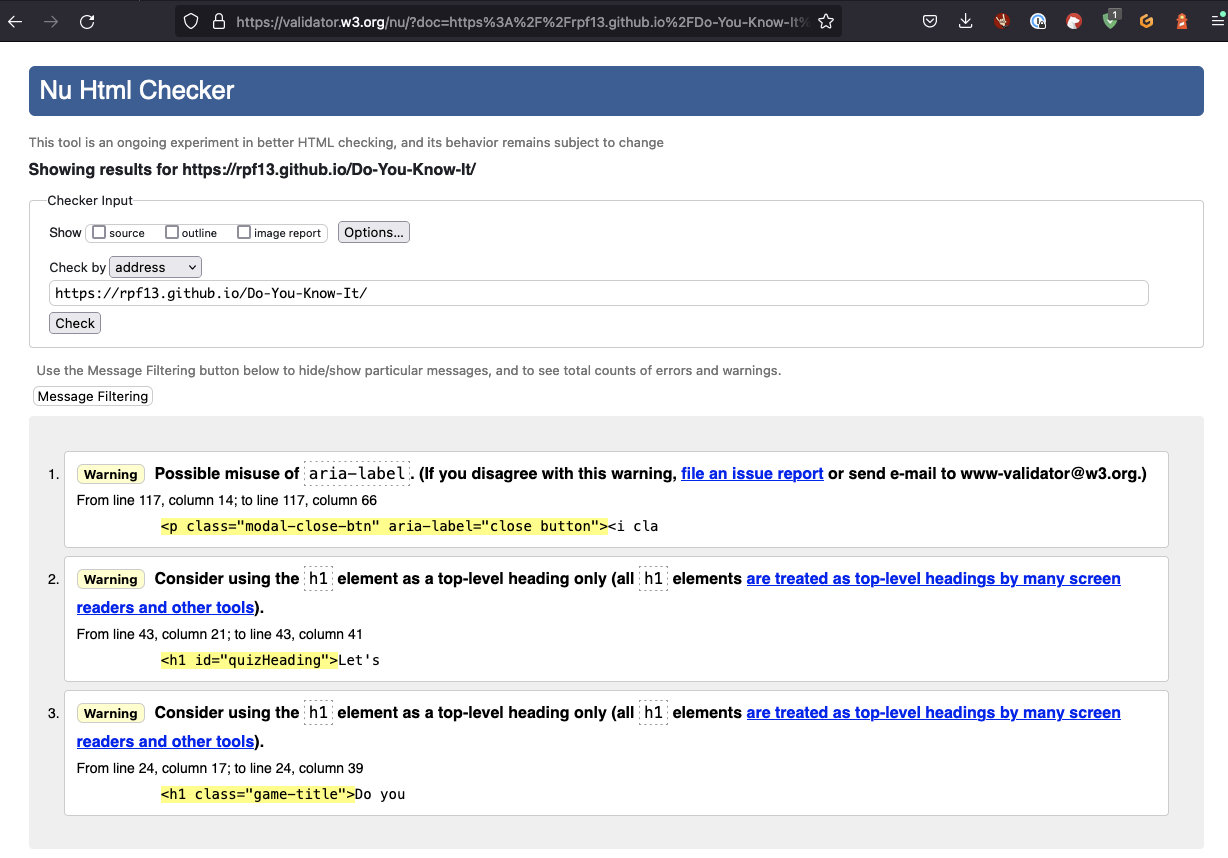 https://validator.w3.org/nu/?doc=https%3A%2F%2Frpf13.github.io%2FDo-You-Know-It%
1
Nu Html Checker
This tool is an ongoing experiment in better HTML checking, and its behavior remains subject to change
Showing results for https://rpf13.github.io/Do-You-Know-It/
Checker Input
Show source outline image report Options...
Check by address
https://rpf13.github.io/Do-You-Know-It/
Check
Use the Message Filtering button below to hide/show particular messages, and to see total counts of errors and warnings.
Message Filtering
1. Warning Possible misuse of aria-label. (If you disagree with this warning, file an issue report or send e-mail to www-validator@w3.org.)
From line 117, column 14; to line 117, column 66
<p class="modal-close-btn" aria-label="close button"><i cla
2. Warning Consider using the h1 element as a top-level heading only (all h1 elements are treated as top-level headings by many screen
readers and other tools).
From line 43, column 21; to line 43, column 41
<h1 id="quizHeading">Let's
3. Warning Consider using the h1 element as a top-level heading only (all h1 elements are treated as top-level headings by many screen
readers and other tools).
From line 24, column 17; to line 24, column 39
<h1 class="game-title">Do you